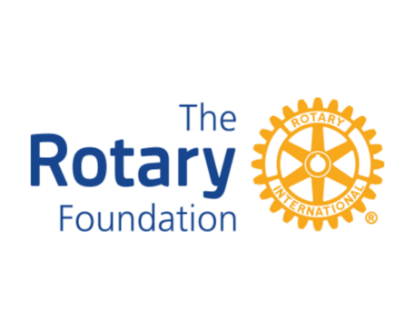 The
Rotary
Foundation
ROTARY
INTERNATIONAL
®